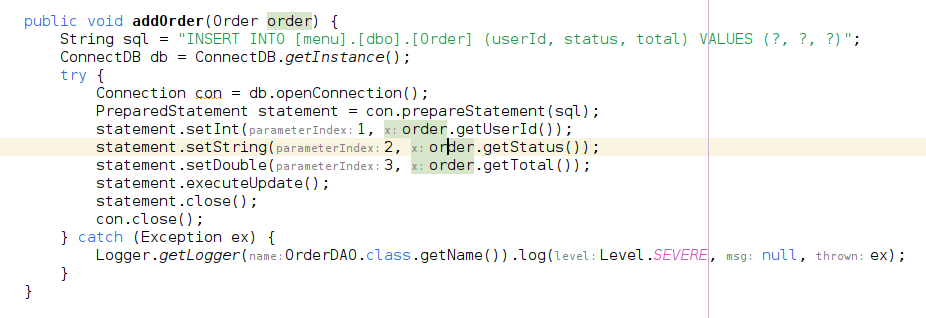 public void addOrder(Order order) {
String sql = "INSERT INTO [menu].[dbo].[Order] (userId, status, total) VALUES (?, ?, ?)";
ConnectDB db = ConnectDB.getInstance();
try {
Connection con = db.openConnection();
PreparedStatement statement = con.prepareStatement(sql);
statement.setInt(parameterIndex: 1, x: order.getUserId());
statement.setString(parameterIndex: 2, x: order.getStatus());
statement.setDouble(parameterIndex: 3, x: order.getTotal());
statement.executeUpdate();
statement.close();
con.close();
} catch (Exception ex) {
Logger.getLogger(name: OrderDAO.class.getName()).log(level: Level.SEVERE, msg: null, thrown: ex);
}
}